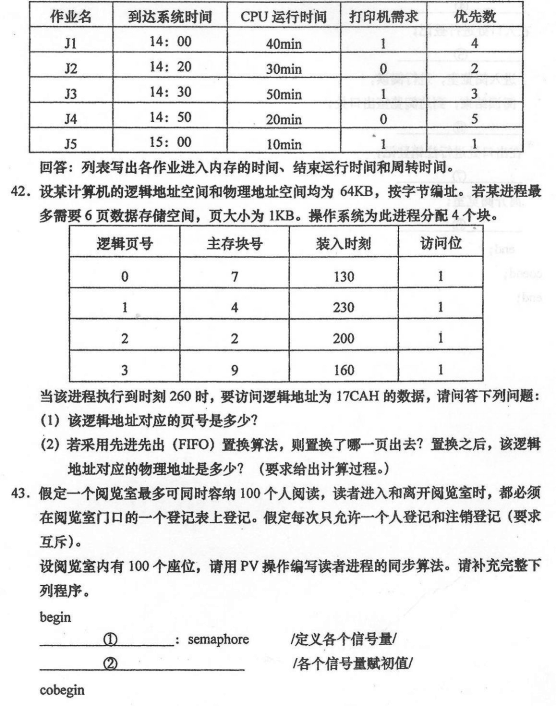 作业名 到达系统时间 CPU 运行时间 打印机需求 优先数
J1 14：00 40min 1 4
J2 14：20 30min 0 2
J3 14：30 50min 1 3
J4 14：50 20min 0 5
J5 15：00 10min 1 1
回答：列表写出各作业进入内存的时间、结束运行时间和周转时间。
42．设某计算机的逻辑地址空间和物理地址空间均为 64KB，按字节编址。若某进程最
多需要 6 页数据存储空间，页大小为 1KB。操作系统为此进程分配 4 个块。
逻辑页号 主存块号 装入时刻 访问位
0 7 130 1
1 4 230 1
2 2 200 1
3 9 160 1
当该进程执行到时刻 260 时，要访问逻辑地址为 17CAH 的数据，请问答下列问题：
(1) 该逻辑地址对应的页号是多少？
(2) 若采用先进先出（FIFO）置换算法，则置换了哪一页出去？置换之后，该逻辑
地址对应的物理地址是多少？（要求给出计算过程。）
43．假定一个阅览室最多可同时容纳 100 个人阅读，读者进入和离开阅览室时，都必须
在阅览室门口的一个登记表上登记。假定每次只允许一个人登记和注销登记（要求
互斥）。
设阅览室内有 100 个座位，请用 PV 操作编写读者进程的同步算法。请补充完整下
列程序。
begin
①：semaphore /定义各个信号量/
② /各个信号量赋初值/
cobegin